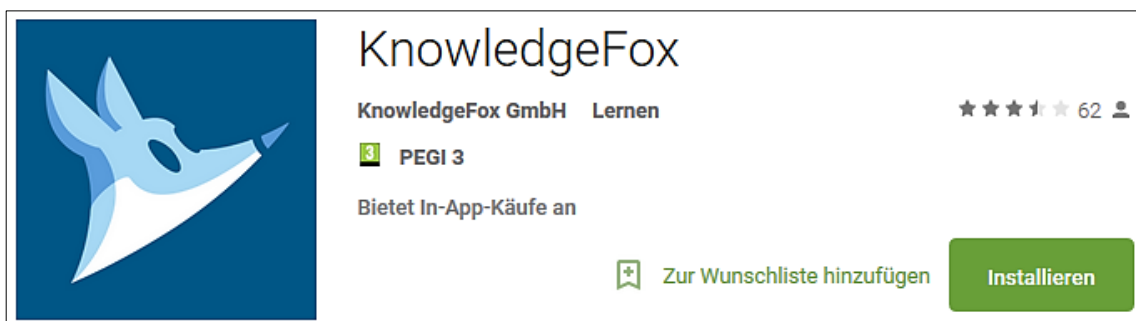 KnowledgeFox
KnowledgeFox GmbH Lernen 62
3 PEGI 3
Bietet In-App-Käufe an
Zur Wunschliste hinzufügen Installieren